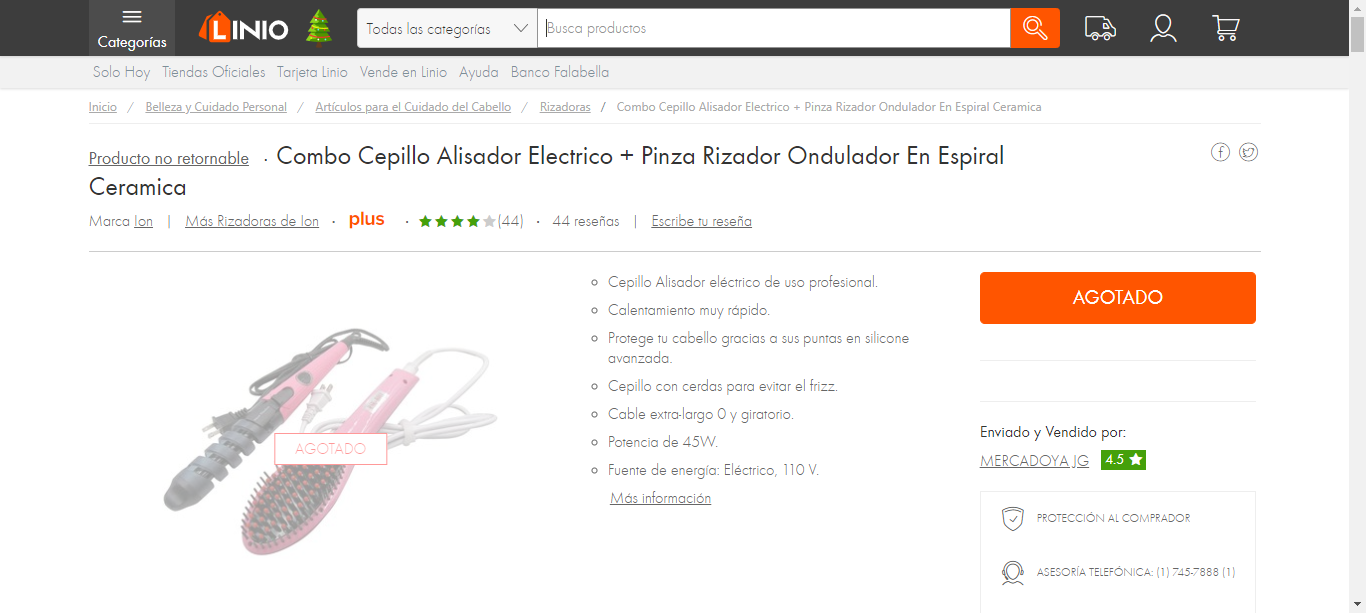 Categorías
LINIO
Todas las categorías
Busca productos
Solo Hoy Tiendas Oficiales Tarjeta Linio Vende en Linio Ayuda Banco Falabella
Inicio / Belleza y Cuidado Personal / Artículos para el Cuidado del Cabello / Rizadoras / Combo Cepillo Alisador Electrico + Pinza Rizador Ondulador En Espiral Ceramica
Producto no retornable · Combo Cepillo Alisador Electrico + Pinza Rizador Ondulador En Espiral
Ceramica
Marca Ion | Más Rizadoras de Ion · plus · (44) · 44 reseñas | Escribe tu reseña
AGOTADO
Cepillo Alisador eléctrico de uso profesional.
Calentamiento muy rápido.
Protege tu cabello gracias a sus puntas en silicone
avanzada.
Cepillo con cerdas para evitar el frizz.
Cable extra-largo 0 y giratorio.
Potencia de 45W.
Fuente de energía: Eléctrico, 110 V.
Más información
AGOTADO
Enviado y Vendido por:
MERCADOYA JG 4.5
PROTECCIÓN AL COMPRADOR
ASESORÍA TELEFÓNICA: (1) 745-7888 (1)